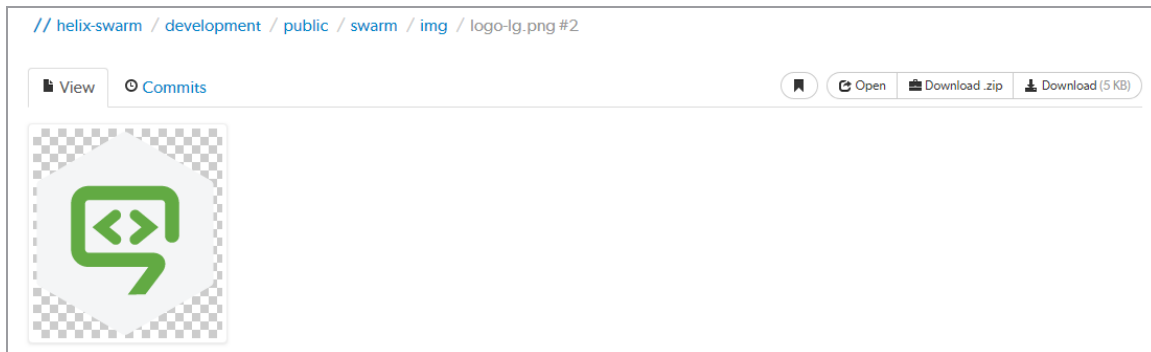 // helix-swarm / development / public / swarm / img / logo-lg.png #2
View Commits Open Download .zip Download (5 KB)